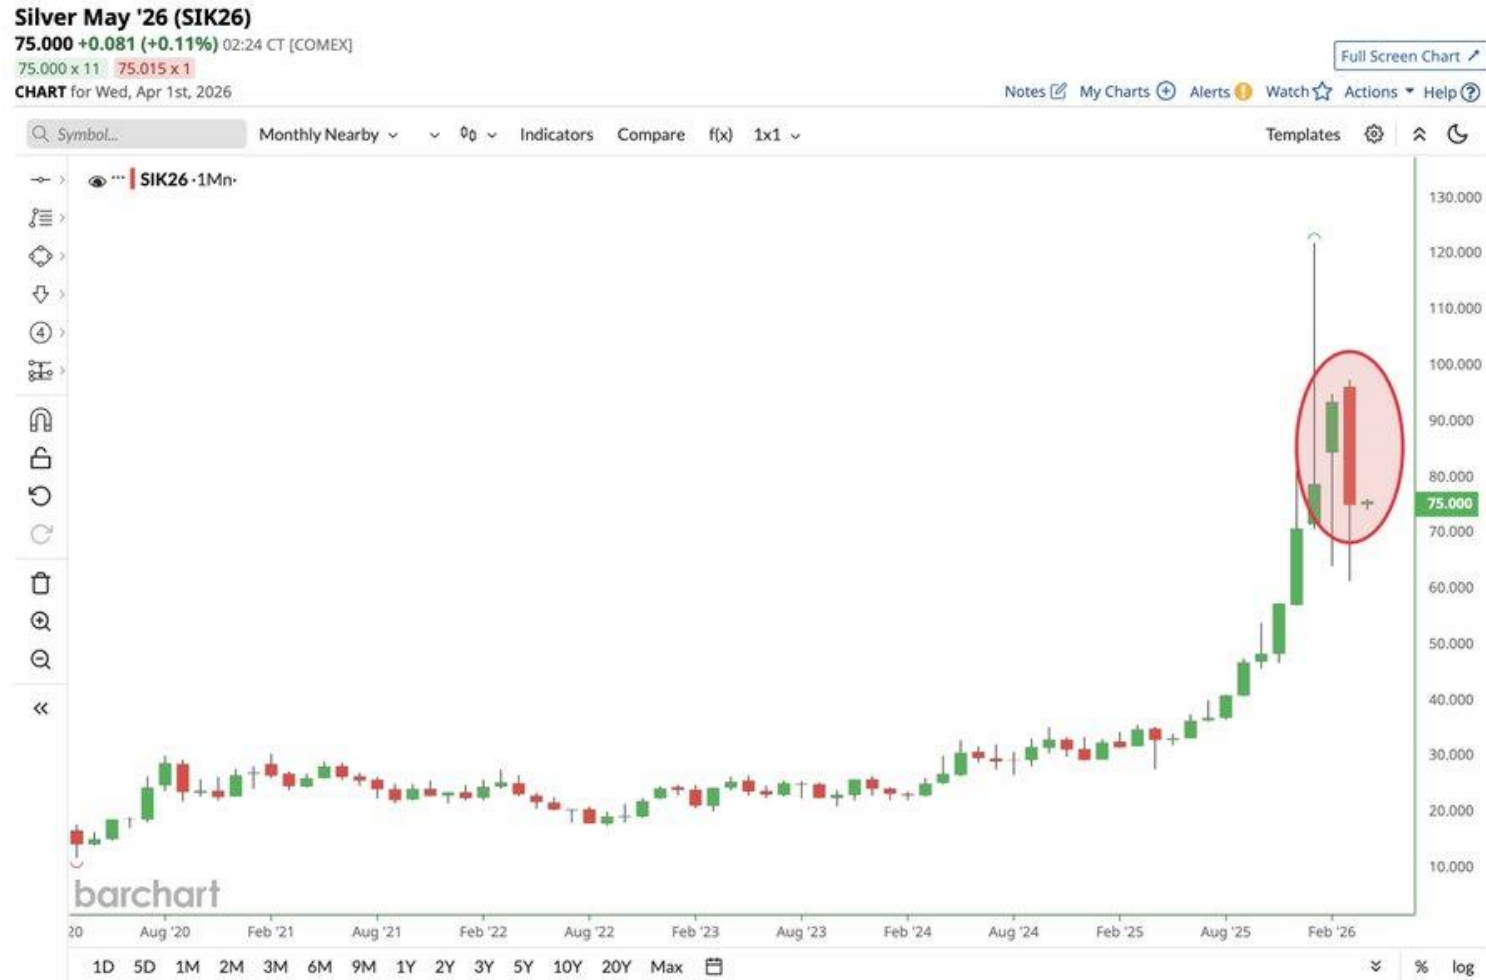 Silver May '26 (SIK26)
75.000 +0.081 (+0.11%) 02:24 CT [COMEX]
75.000 x 11 75.015 x 1
Full Screen Chart
CHART for Wed, Apr 1st, 2026
Notes My Charts Alerts Watch Actions Help
Symbol... Monthly Nearby Indicators Compare f(x) 1x1 Templates
SIK26 ·1Mn·
4
130.000
120.000
110.000
100.000
90.000
80.000
75.000
70.000
60.000
50.000
40.000
30.000
20.000
10.000
barchart
20 Aug '20 Feb '21 Aug '21 Feb '22 Aug '22 Feb '23 Aug '23 Feb '24 Aug '24 Feb '25 Aug '25 Feb '26
1D 5D 1M 2M 3M 6M 9M 1Y 2Y 3Y 5Y 10Y 20Y Max % log